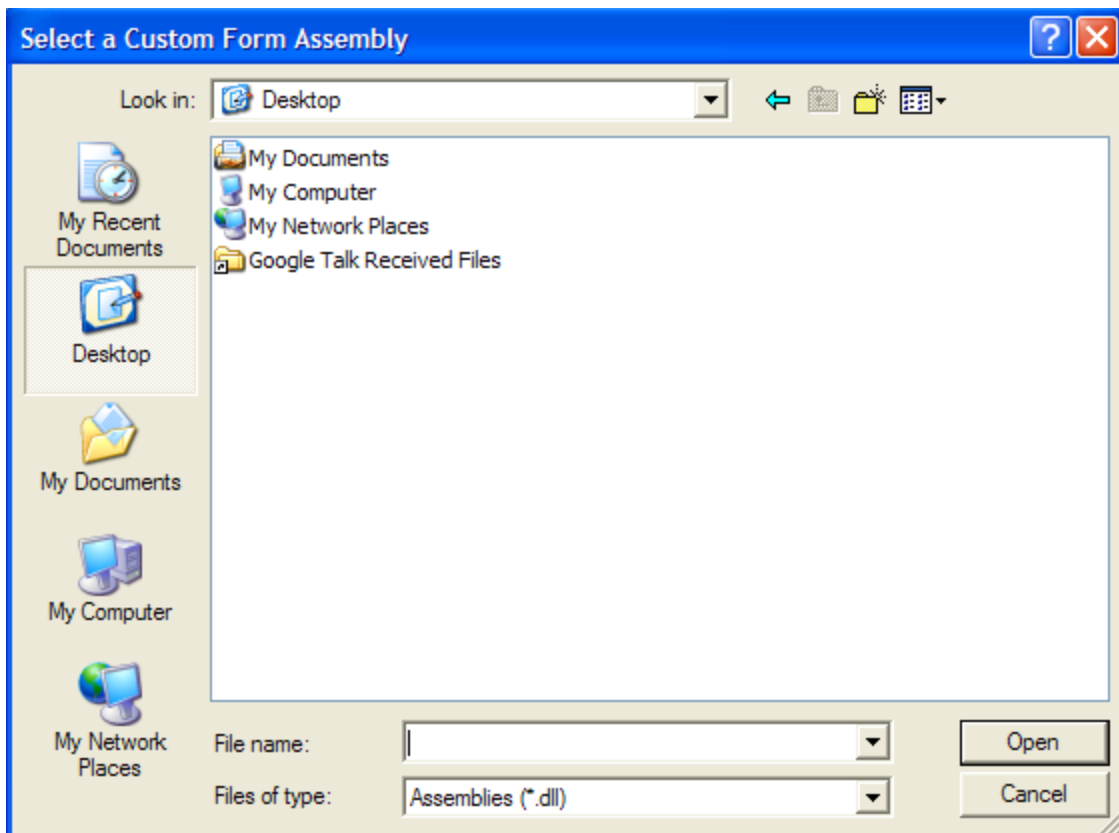 Select a Custom Form Assembly
Look in: Desktop
My Documents
My Computer
My Network Places
Google Talk Received Files
My Recent
Documents
Desktop
My Documents
My Computer
My Network
Places
File name:
Open
Files of type: Assemblies (*.dll)
Cancel